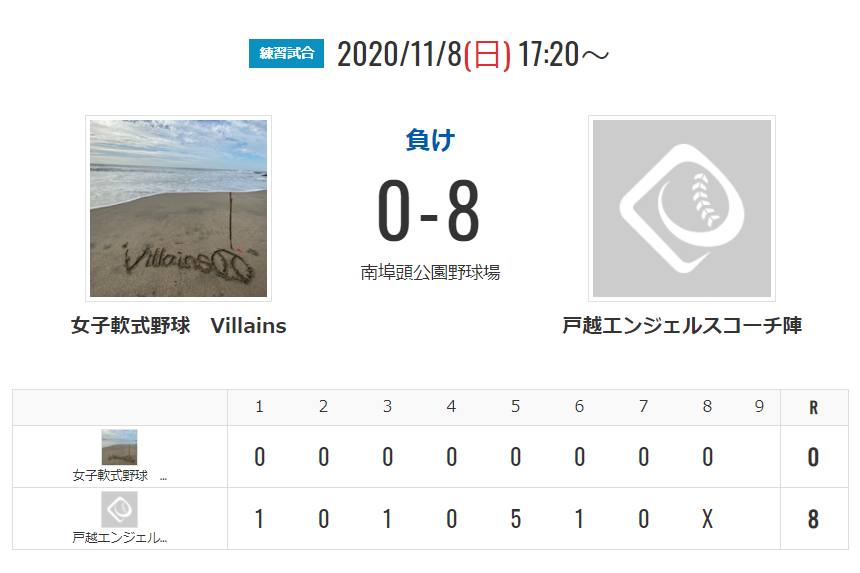 練習試合 2020/11/8(日) 17:20～
負け
0-8
南埠頭公園野球場
Villains
女子軟式野球　Villains
戸越エンジェルスコーチ陣
1 2 3 4 5 6 7 8 9 R
女子軟式野球　... 0 0 0 0 0 0 0 0 0
戸越エンジェル... 1 0 1 0 5 1 0 X 8